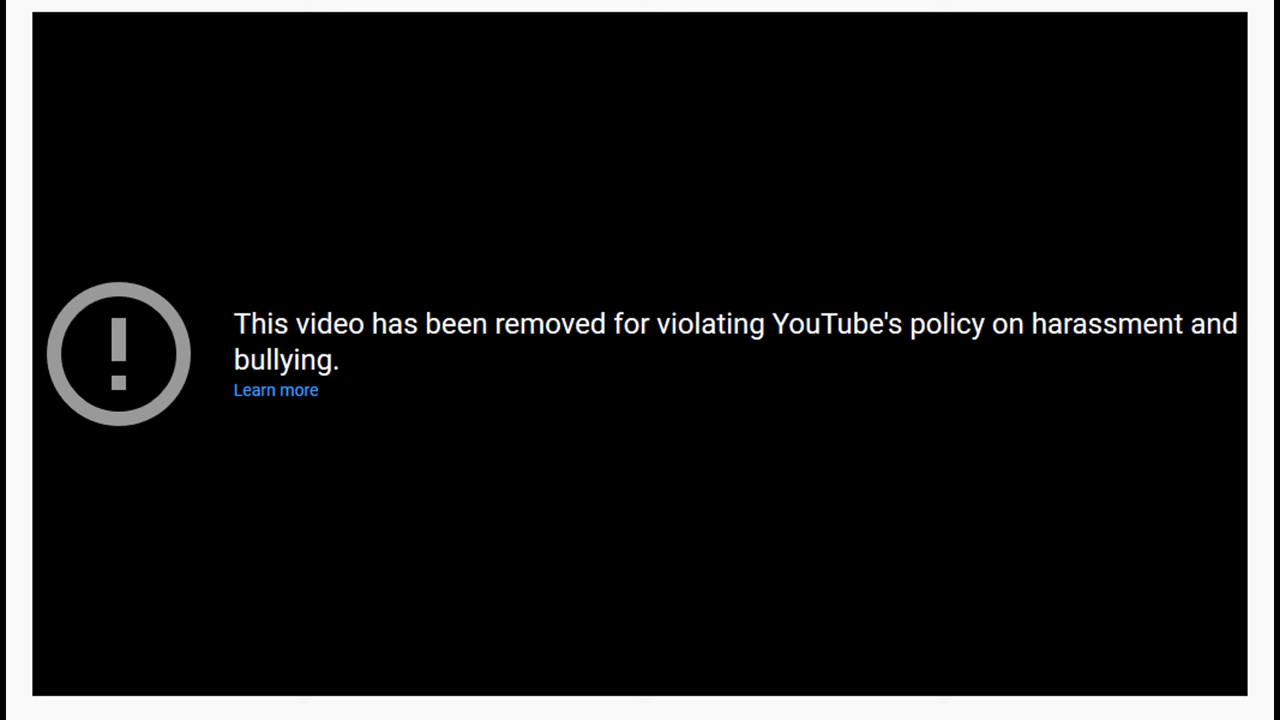 This video has been removed for violating YouTube's policy on harassment and
bullying.
Learn more